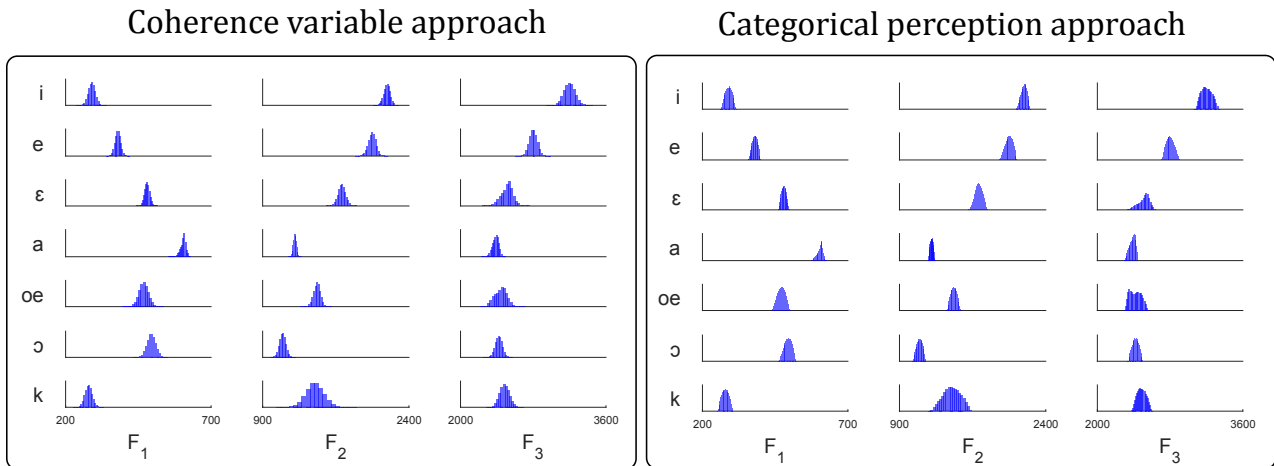 Coherence variable approach
Categorical perception approach
i
e
ɛ
a
oe
ɔ
k
200 700 900 2400 2000 3600
F1 F2 F3
i
e
ɛ
a
oe
ɔ
k
200 700 900 2400 2000 3600
F1 F2 F3